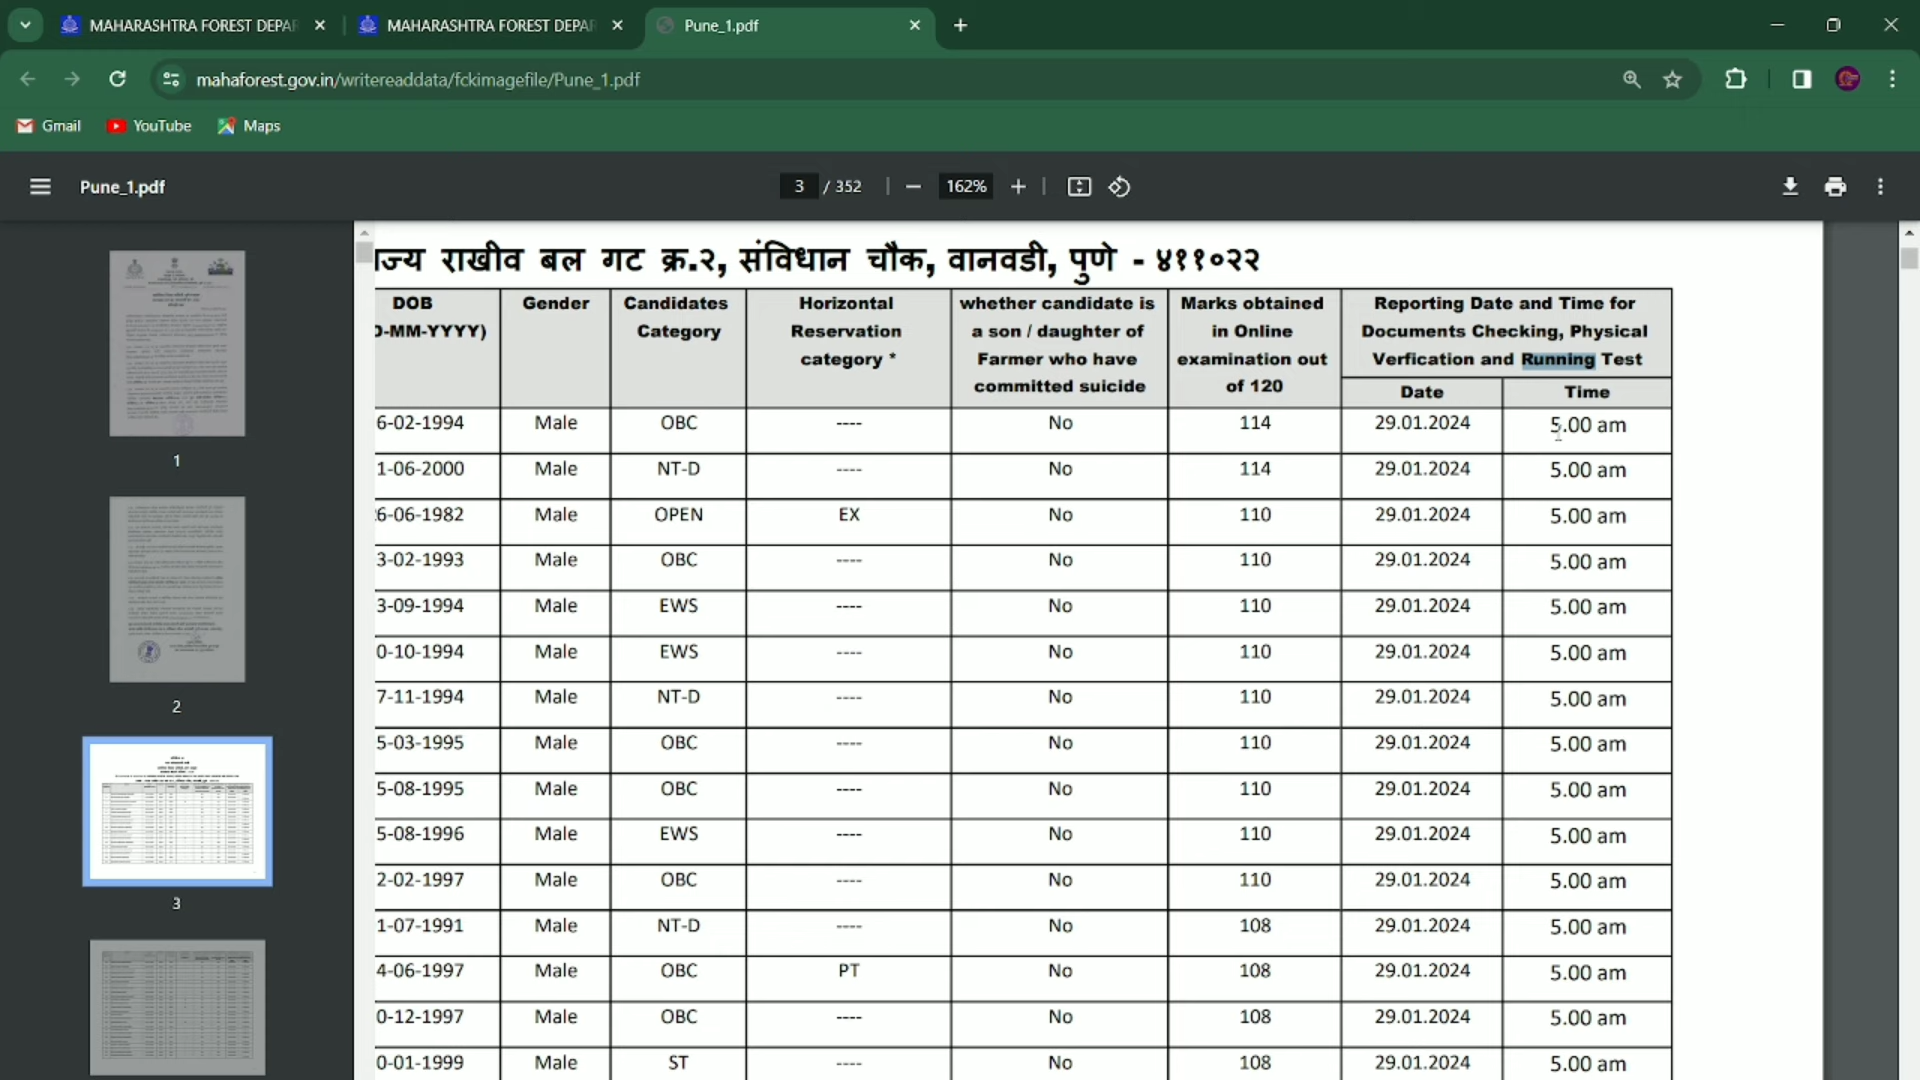 MAHARASHTRA FOREST DEPAR
MAHARASHTRA FOREST DEPAR
Pune_1.pdf
mahaforest.gov.in/writereaddata/fckimagefile/Pune_1.pdf
Gmail YouTube Maps
Pune_1.pdf 3 / 352 162%
1
2
3
ाज्य राखीव बल गट क्र.२, संविधान चौक, वानवडी, पुणे - ४११०२२
DOB Gender Candidates Horizontal whether candidate is Marks obtained Reporting Date and Time for
D-MM-YYYY) Category Reservation a son / daughter of in Online Documents Checking, Physical
category * Farmer who have examination out Verfication and Running Test
committed suicide of 120 Date Time
6-02-1994 Male OBC ---- No 114 29.01.2024 5.00 am
1-06-2000 Male NT-D ---- No 114 29.01.2024 5.00 am
6-06-1982 Male OPEN EX No 110 29.01.2024 5.00 am
3-02-1993 Male OBC ---- No 110 29.01.2024 5.00 am
3-09-1994 Male EWS ---- No 110 29.01.2024 5.00 am
0-10-1994 Male EWS ---- No 110 29.01.2024 5.00 am
7-11-1994 Male NT-D ---- No 110 29.01.2024 5.00 am
5-03-1995 Male OBC ---- No 110 29.01.2024 5.00 am
5-08-1995 Male OBC ---- No 110 29.01.2024 5.00 am
5-08-1996 Male EWS ---- No 110 29.01.2024 5.00 am
2-02-1997 Male OBC ---- No 110 29.01.2024 5.00 am
1-07-1991 Male NT-D ---- No 108 29.01.2024 5.00 am
4-06-1997 Male OBC PT No 108 29.01.2024 5.00 am
0-12-1997 Male OBC ---- No 108 29.01.2024 5.00 am
0-01-1999 Male ST ---- No 108 29.01.2024 5.00 am